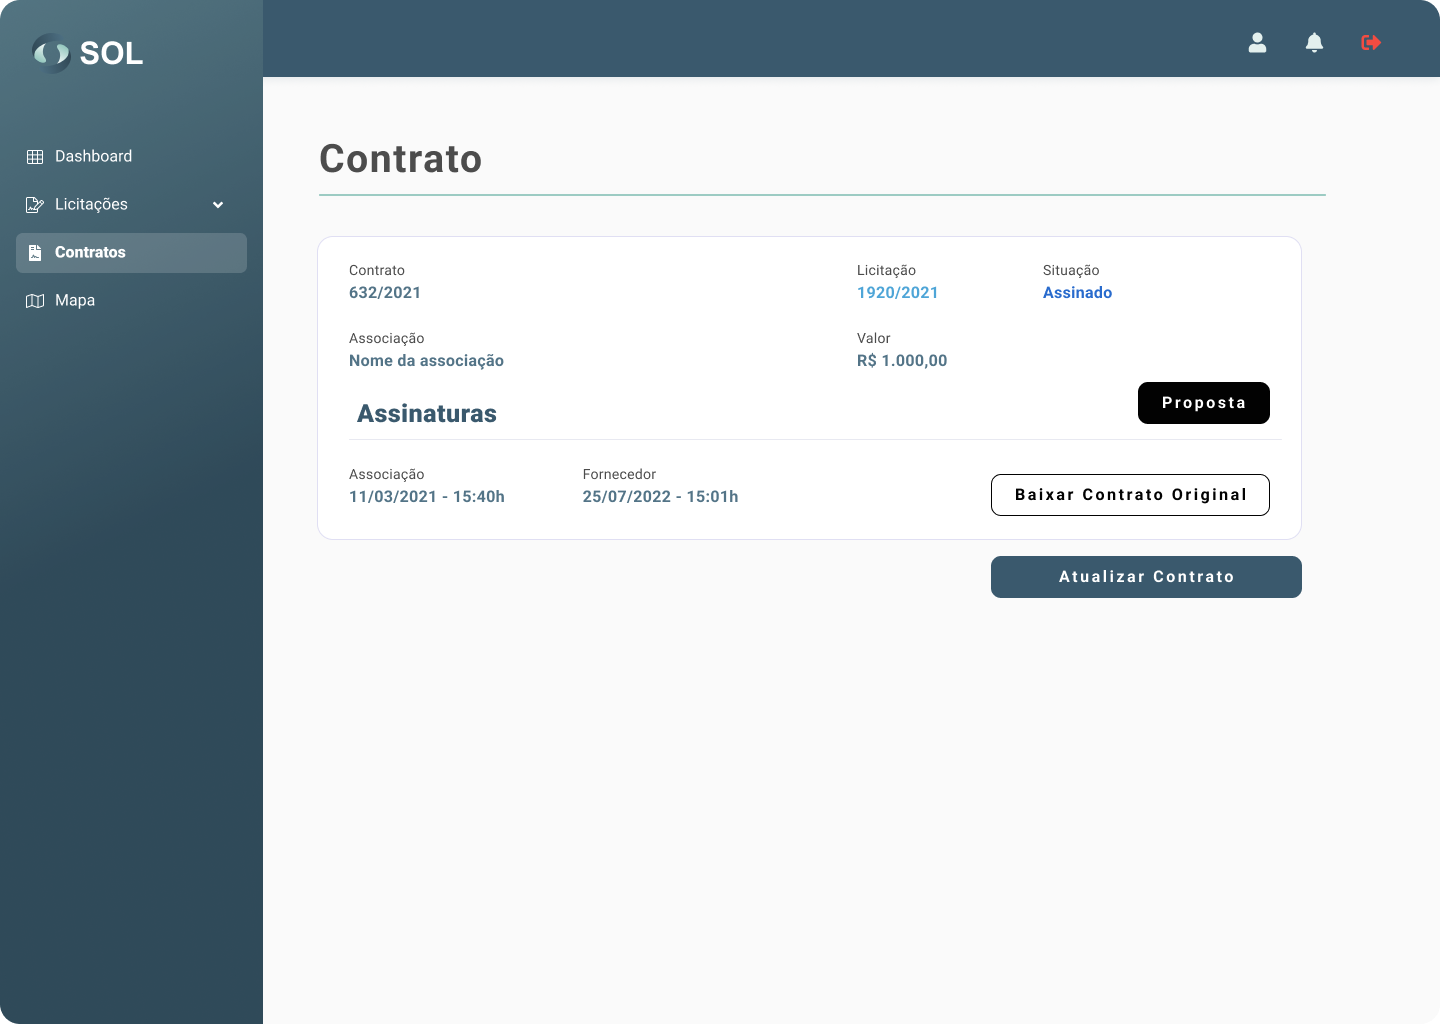 SOL
Dashboard
Licitações
Contratos
Mapa
Contrato
Contrato
632/2021
Licitação
1920/2021
Situação
Assinado
Associação
Nome da associação
Valor
R$ 1.000,00
Assinaturas
Proposta
Associação
11/03/2021 - 15:40h
Fornecedor
25/07/2022 - 15:01h
Baixar Contrato Original
Atualizar Contrato